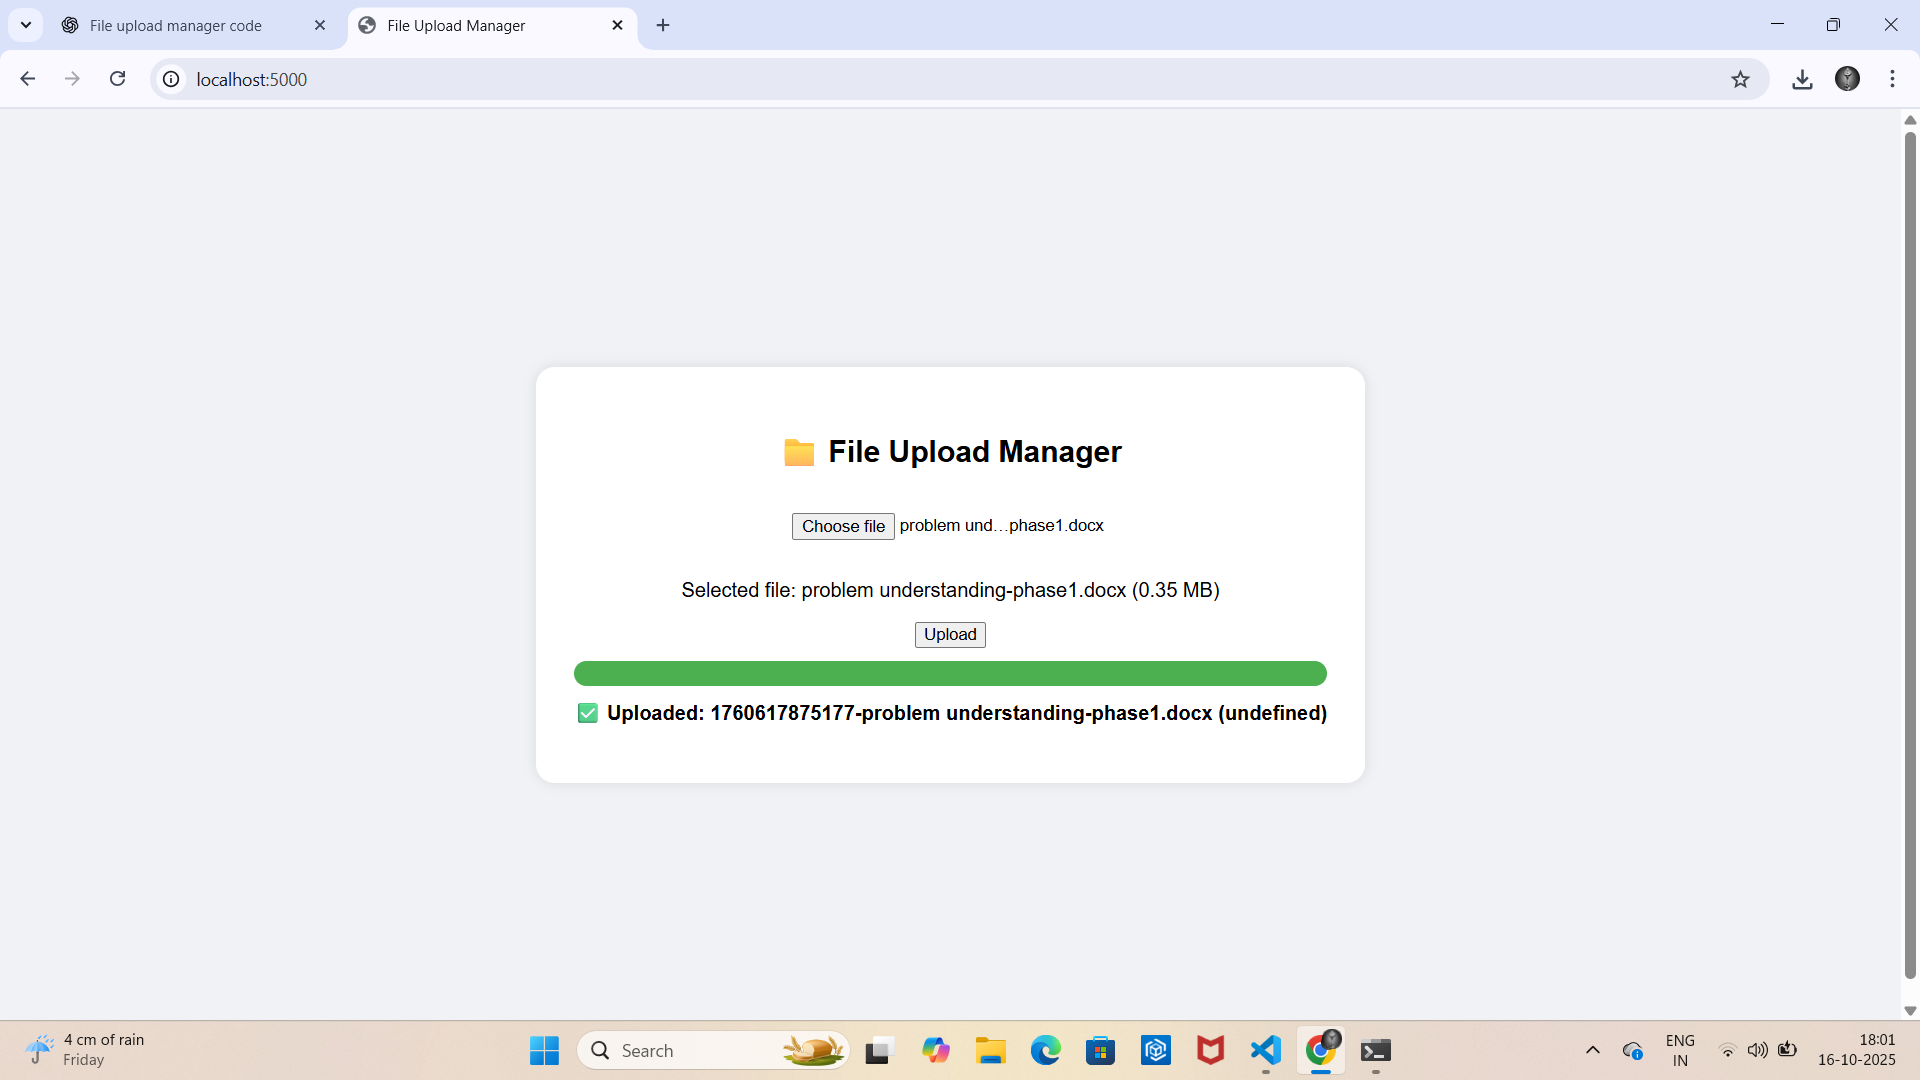 File upload manager code
File Upload Manager
localhost:5000
File Upload Manager
Choose file problem und...phase1.docx
Selected file: problem understanding-phase1.docx (0.35 MB)
Upload
Uploaded: 1760617875177-problem understanding-phase1.docx (undefined)
4 cm of rain
Friday
Search
ENG
IN
18:01
16-10-2025